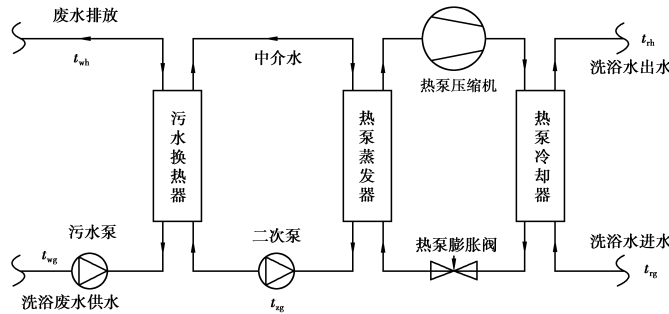 废水排放
t_wh
中介水
热泵压缩机
t_rh
洗浴水出水
污水换热器
热泵蒸发器
热泵冷却器
污水泵
二次泵
热泵膨胀阀
洗浴水进水
t_wg
洗浴废水供水
t_zg
t_rg